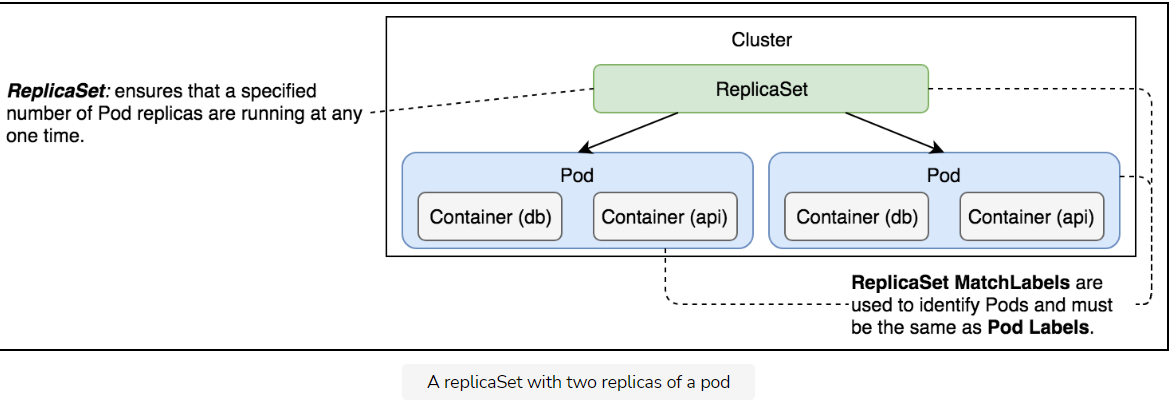 Cluster
ReplicaSet
ReplicaSet: ensures that a specified
number of Pod replicas are running at any
one time.
Pod
Container (db)
Container (api)
Pod
Container (db)
Container (api)
ReplicaSet MatchLabels are
used to identify Pods and must
be the same as Pod Labels.
A replicaSet with two replicas of a pod